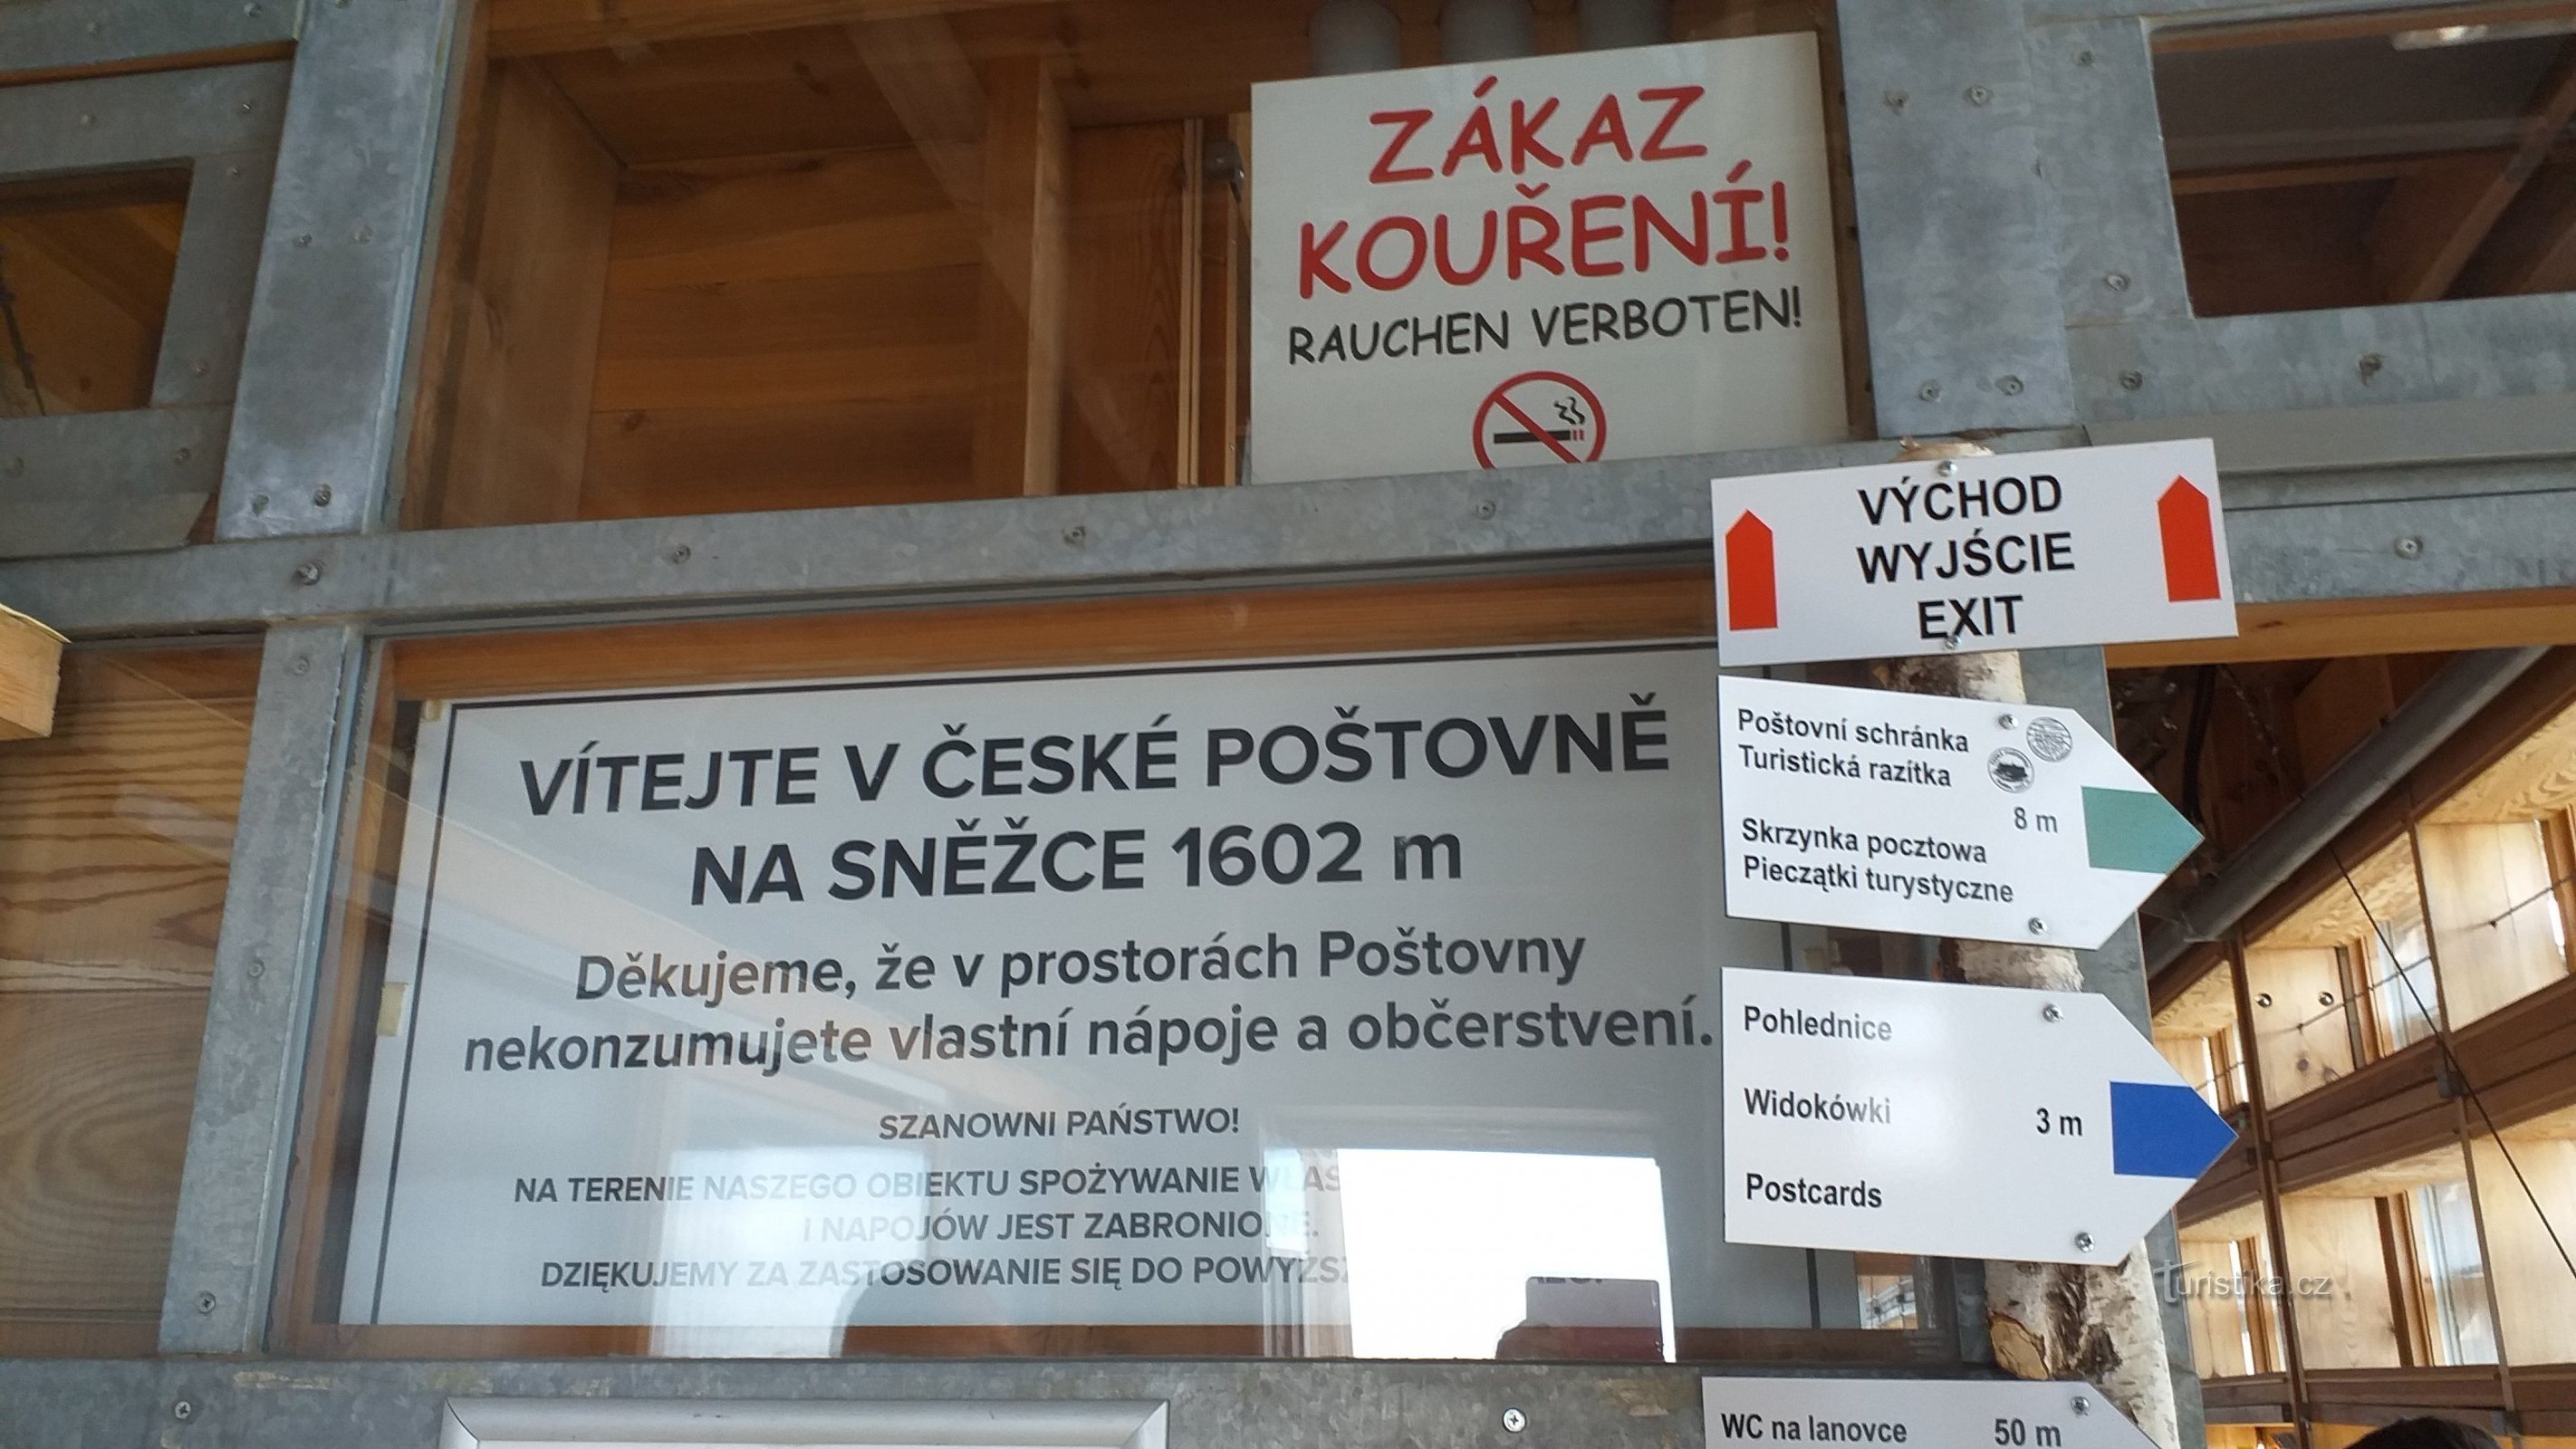 ZÁKAZ
KOUŘENÍ!
RAUCHEN VERBOTEN!
VÝCHOD
WYJŚCIE
EXIT
VÍTEJTE V ČESKÉ POŠTOVNĚ
NA SNĚŽCE 1602 m
Děkujeme, že v prostorách Poštovny
nekonzumujete vlastní nápoje a občerstvení.
SZANOWNI PAŃSTWO!
NA TERENIE NASZEGO OBIEKTU SPOŻYWANIE
I NAPOJÓW JEST ZABRONIONE.
DZIĘKUJEMY ZA ZASTOSOWANIE SIĘ DO
Poštovní schránka
Turistická razítka
8 m
Skrzynka pocztowa
Pieczątki turystyczne
Pohlednice
Widokówki 3 m
Postcards
WC na lanovce 50 m
Turistika.cz